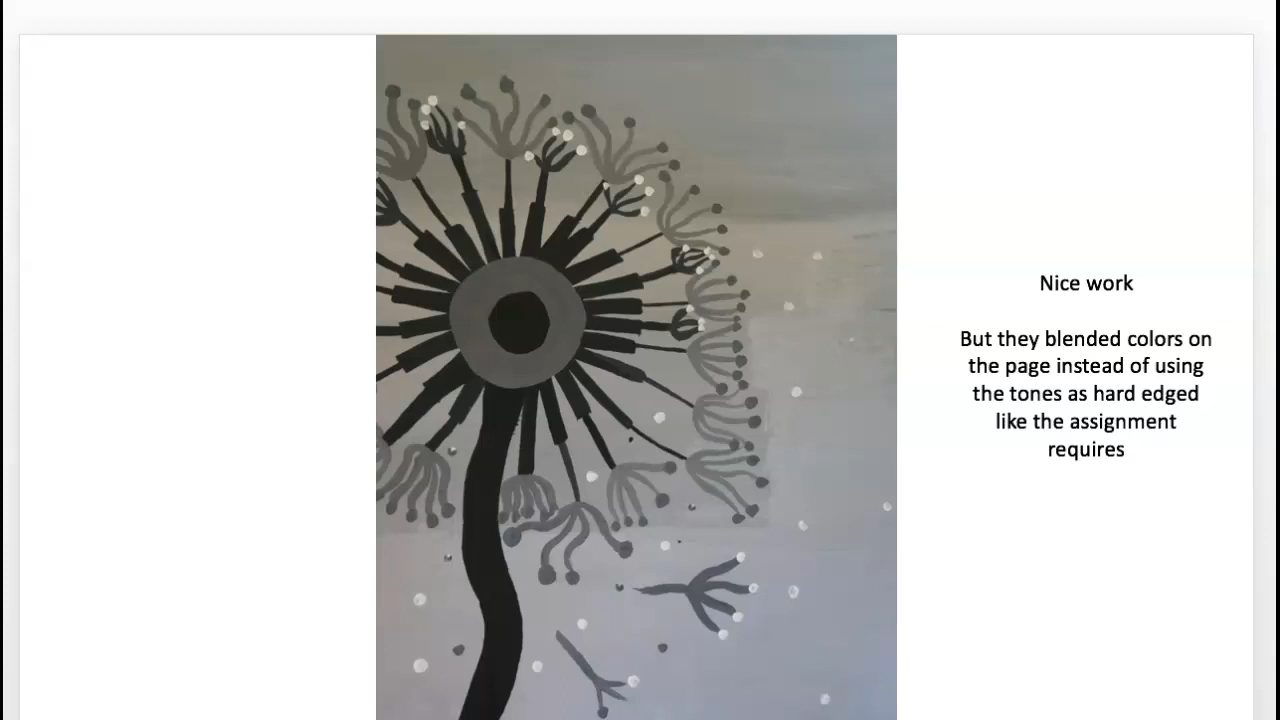 Nice work
But they blended colors on
the page instead of using
the tones as hard edged
like the assignment
requires